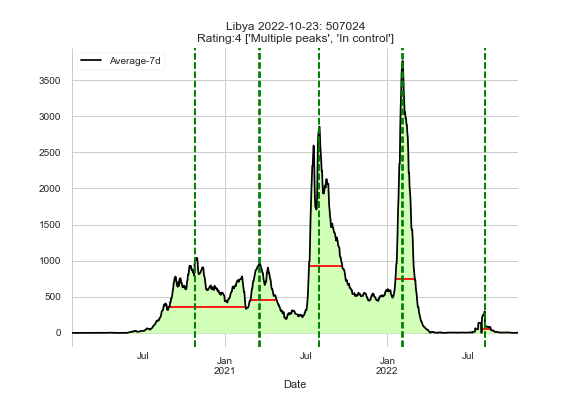 Libya 2022-10-23: 507024
Rating:4 ['Multiple peaks', 'In control']
Average-7d
3500
3000
2500
2000
1500
1000
500
0
Jul
Jan
2021
Jul
Jan
2022
Jul
Date